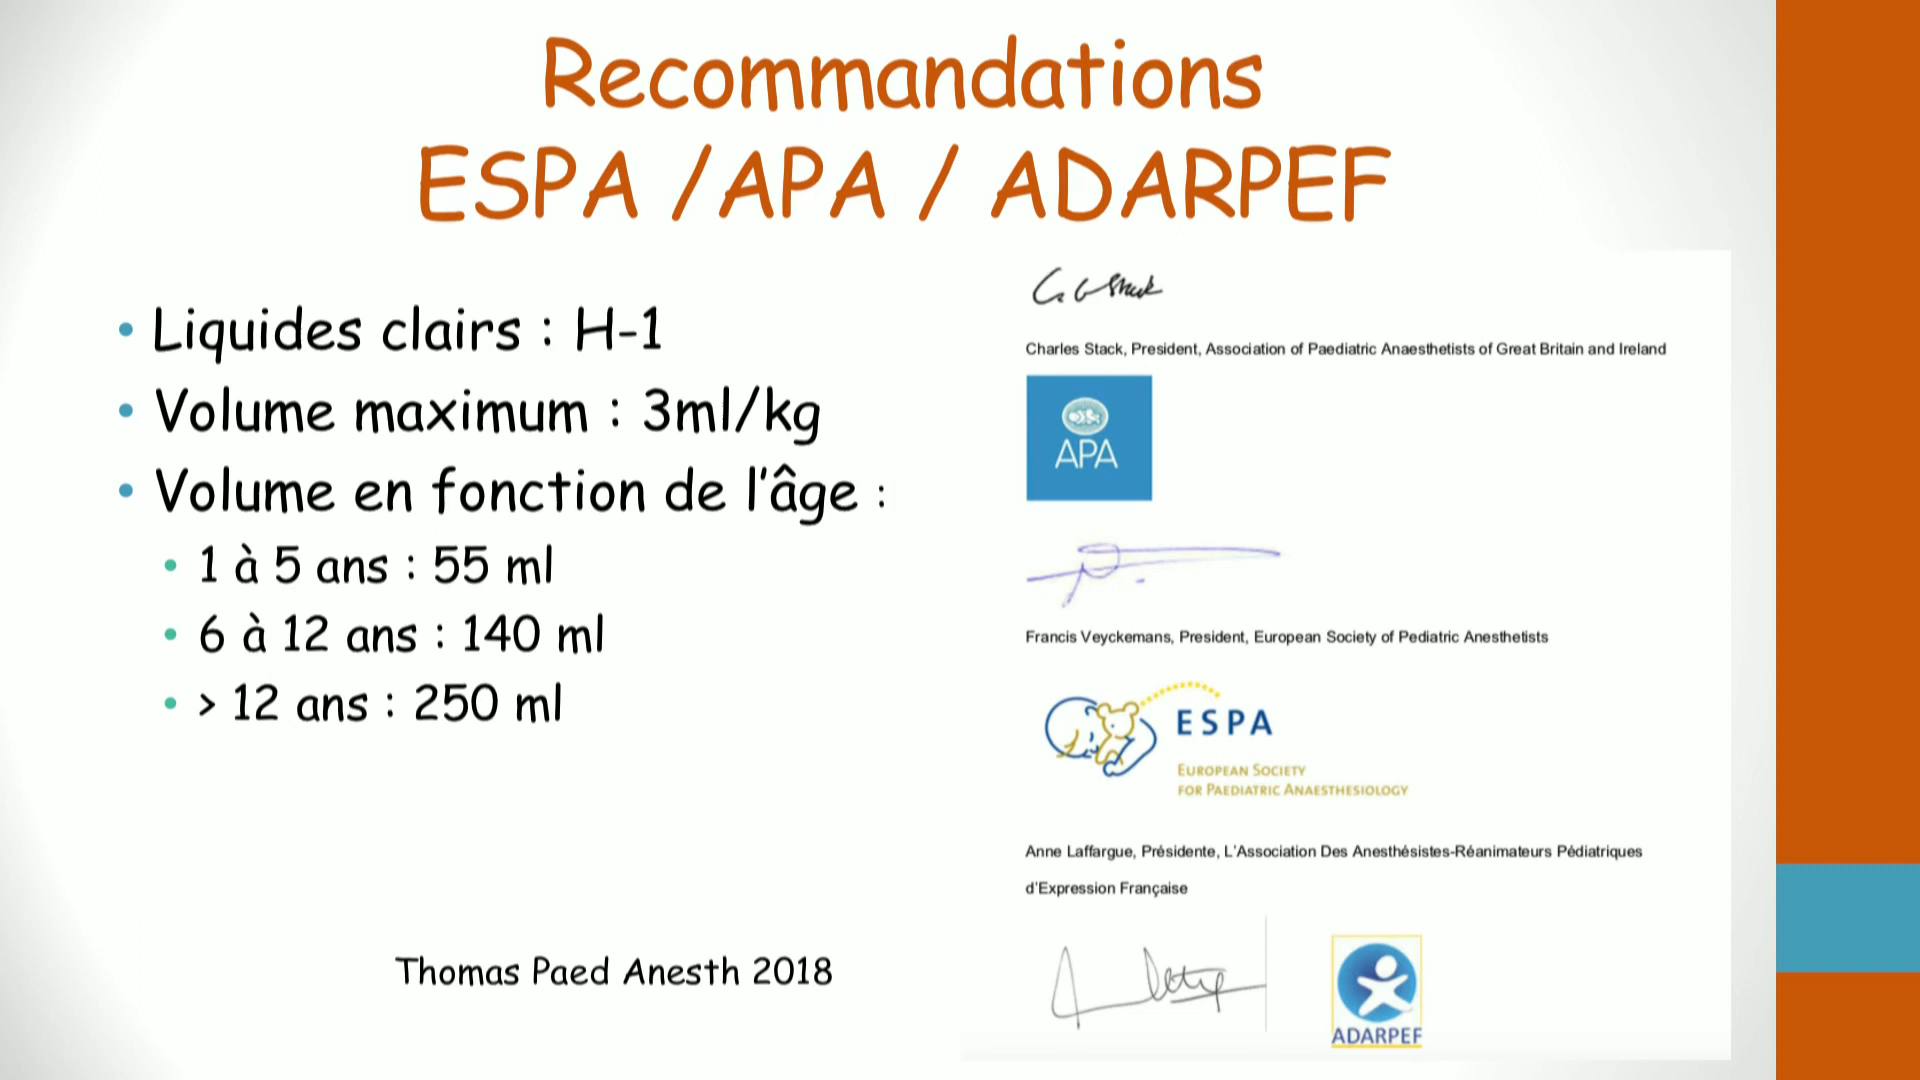 Recommandations
ESPA /APA / ADARPEF
• Liquides clairs : H-1
• Volume maximum : 3ml/kg
• Volume en fonction de l'âge :
• 1 à 5 ans : 55 ml
• 6 à 12 ans : 140 ml
• > 12 ans : 250 ml
Thomas Paed Anesth 2018
Charles Stack, President, Association of Paediatric Anaesthetists of Great Britain and Ireland
APA
Francis Veyckemans, President, European Society of Pediatric Anesthetists
ESPA
EUROPEAN SOCIETY
FOR PAEDIATRIC ANAESTHESIOLOGY
Anne Laffargue, Présidente, L'Association Des Anesthésistes-Réanimateurs Pédiatriques
d'Expression Française
ADARPEF